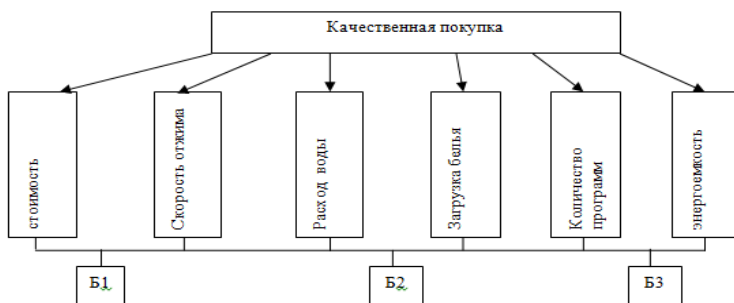 Качественная покупка
стоимость
Скорость отжима
Расход воды
Загрузка белья
Количество
программ
энергоемкость
Б1
Б2
Б3